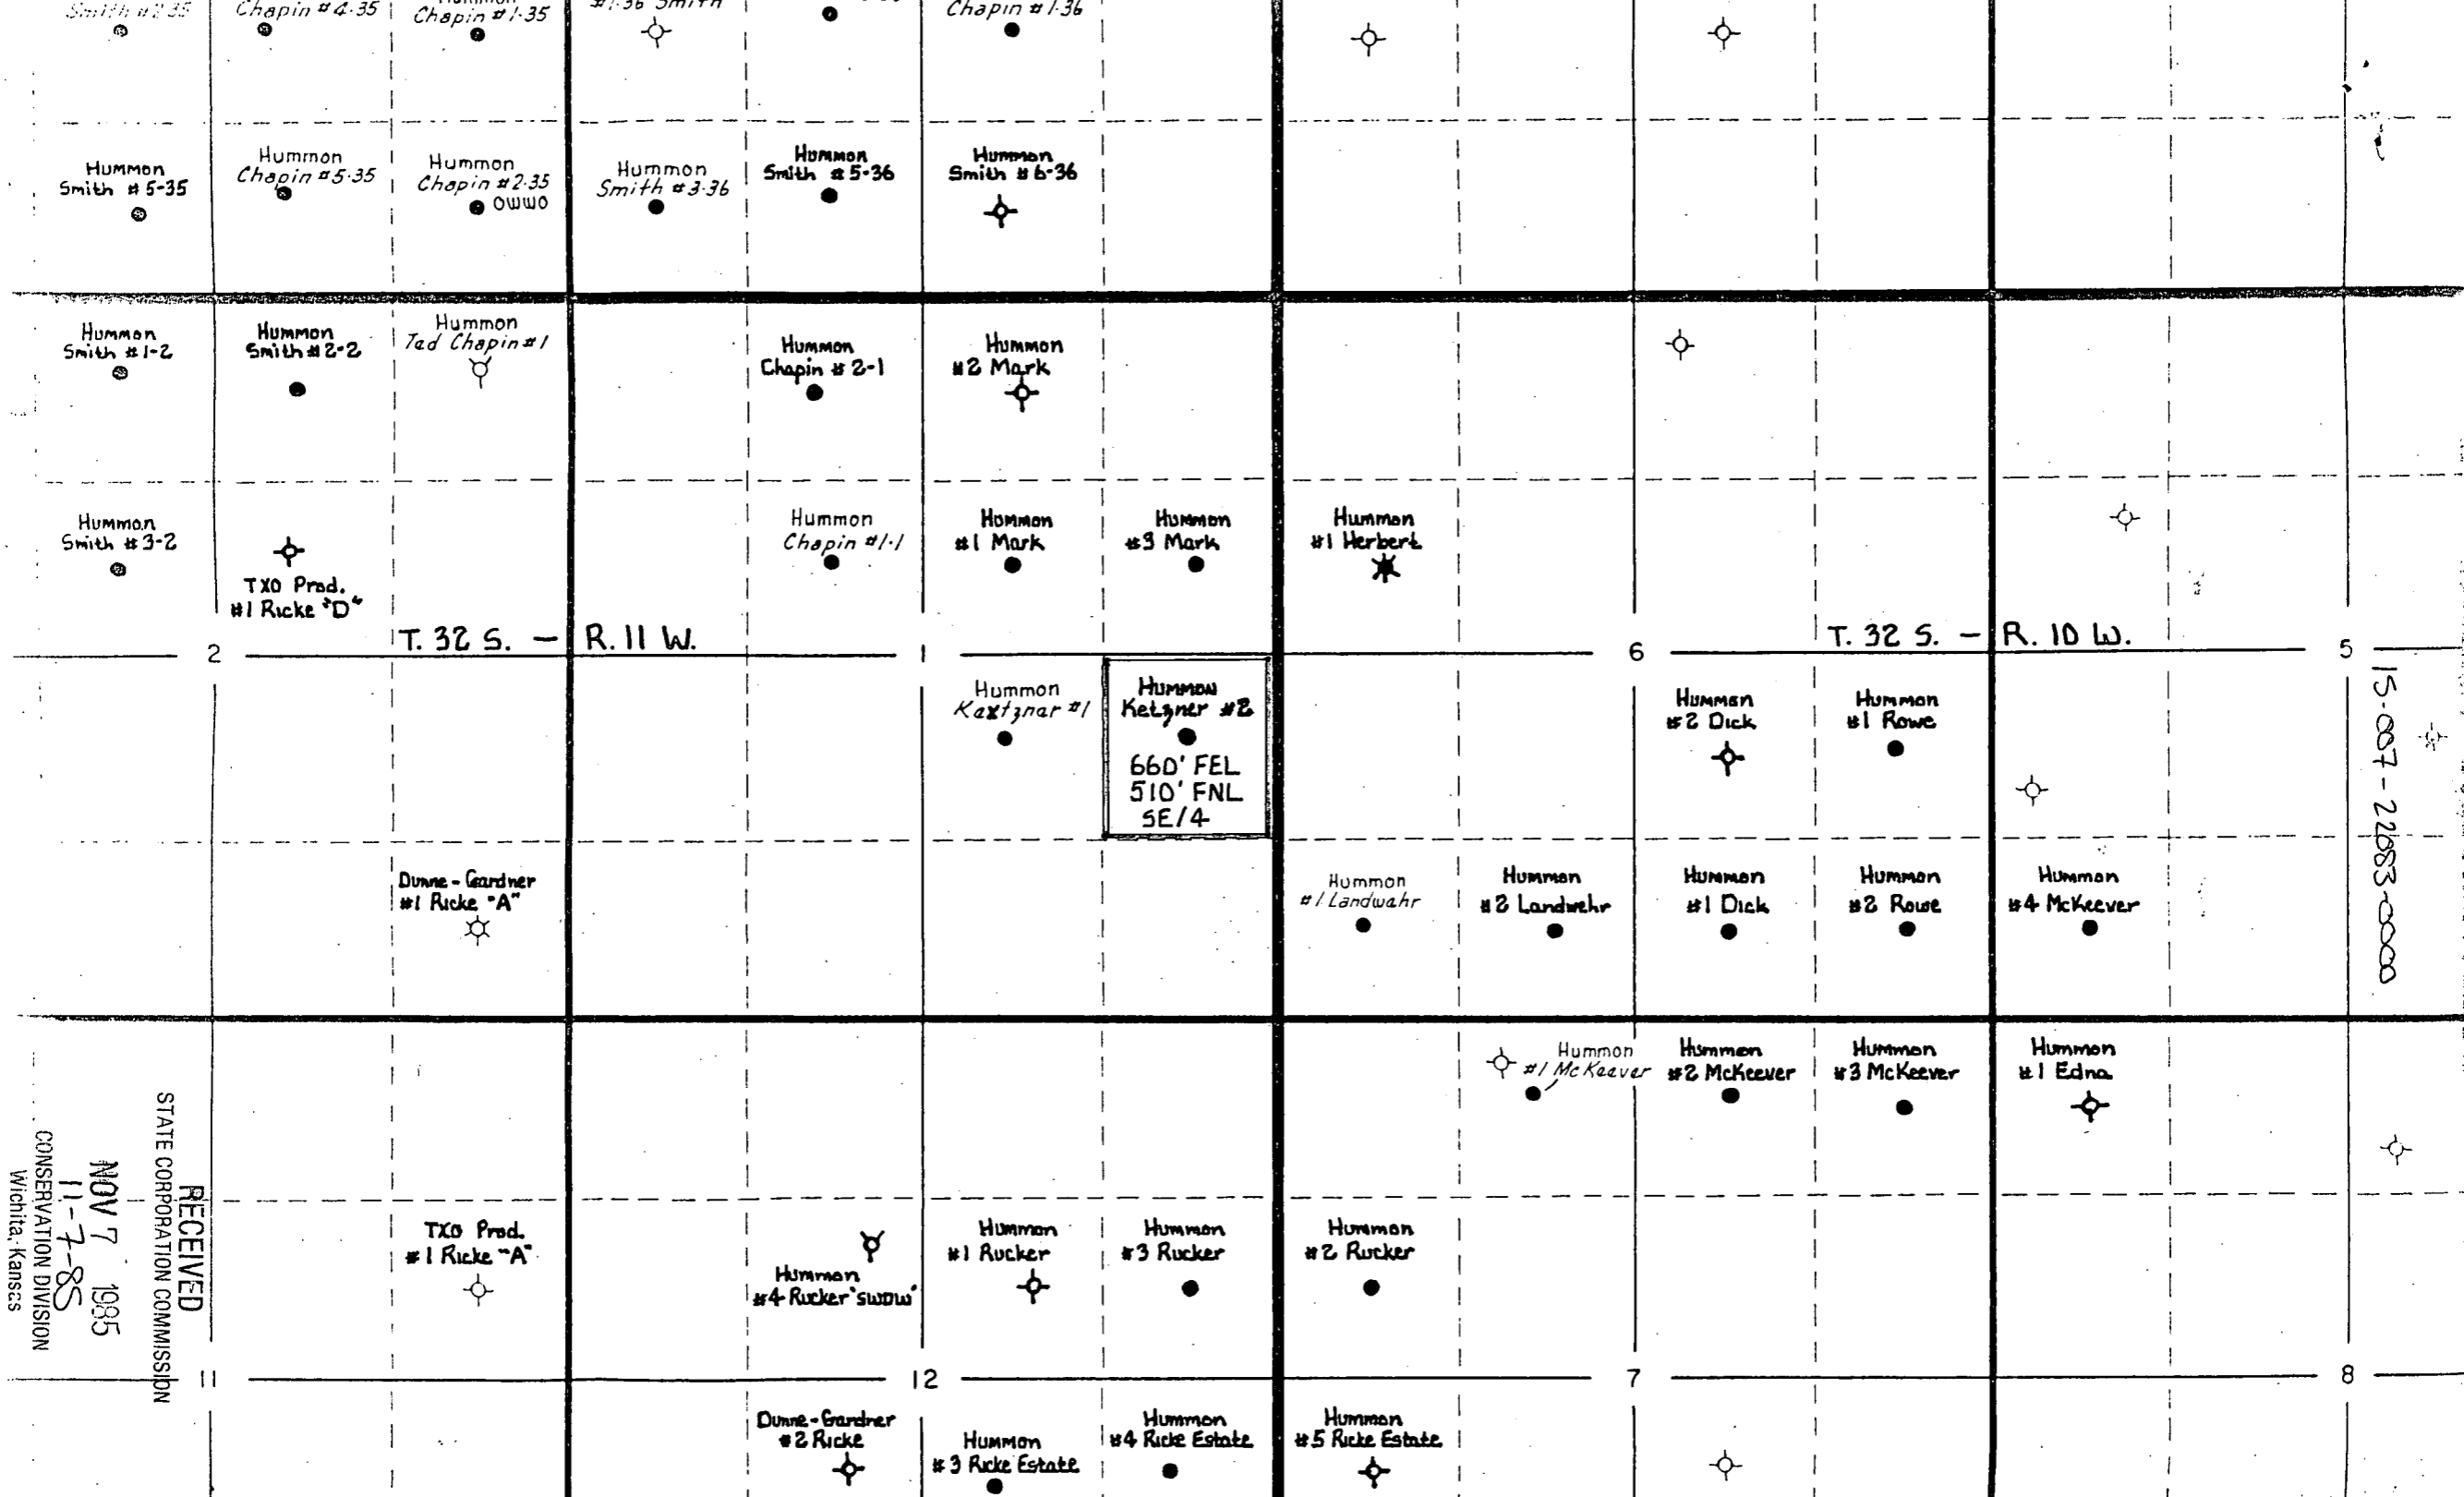 Smith #2-35
Chapin #4-35
Chapin #1-35
#1-36 Smith
Chapin #1-36
Hummon
Smith #5-35
Hummon
Chapin #5-35
Hummon
Chapin #2-35
OWWO
Hummon
Smith #3-36
Hummon
Smith #5-36
Hummon
Smith #6-36
Hummon
Smith #1-2
Hummon
Smith #2-2
Hummon
Tad Chapin #1
Hummon
Chapin #2-1
Hummon
#2 Mark
Hummon
Smith #3-2
TXO Prod.
#1 Ricke "D"
Hummon
Chapin #1-1
Hummon
#1 Mark
Hummon
#3 Mark
Hummon
#1 Herbert
T. 32 S. - R. 11 W.
T. 32 S. - R. 10 W.
2
1
6
5
Hummon
Kaxtznar #1
Hummon
Ketzner #2
660' FEL
510' FNL
SE/4
Hummon
#2 Dick
Hummon
#1 Rowe
15-007-22083-0000
Dunne-Gardner
#1 Ricke "A"
Hummon
#1 Landwahr
Hummon
#2 Landwehr
Hummon
#1 Dick
Hummon
#2 Rowe
Hummon
#4 McKeever
Hummon
#1 McKeever
Hummon
#2 McKeever
Hummon
#3 McKeever
Hummon
#1 Edna
RECEIVED
STATE CORPORATION COMMISSION
NOV 7 1985
11-7-85
CONSERVATION DIVISION
Wichita, Kansas
TXO Prod.
#1 Ricke "A"
Hummon
#4 Rucker "SWDW"
Hummon
#1 Rucker
Hummon
#3 Rucker
Hummon
#2 Rucker
11
12
7
8
Dunne-Gardner
#2 Ricke
Hummon
#3 Ricke Estate
Hummon
#4 Ricke Estate
Hummon
#5 Ricke Estate